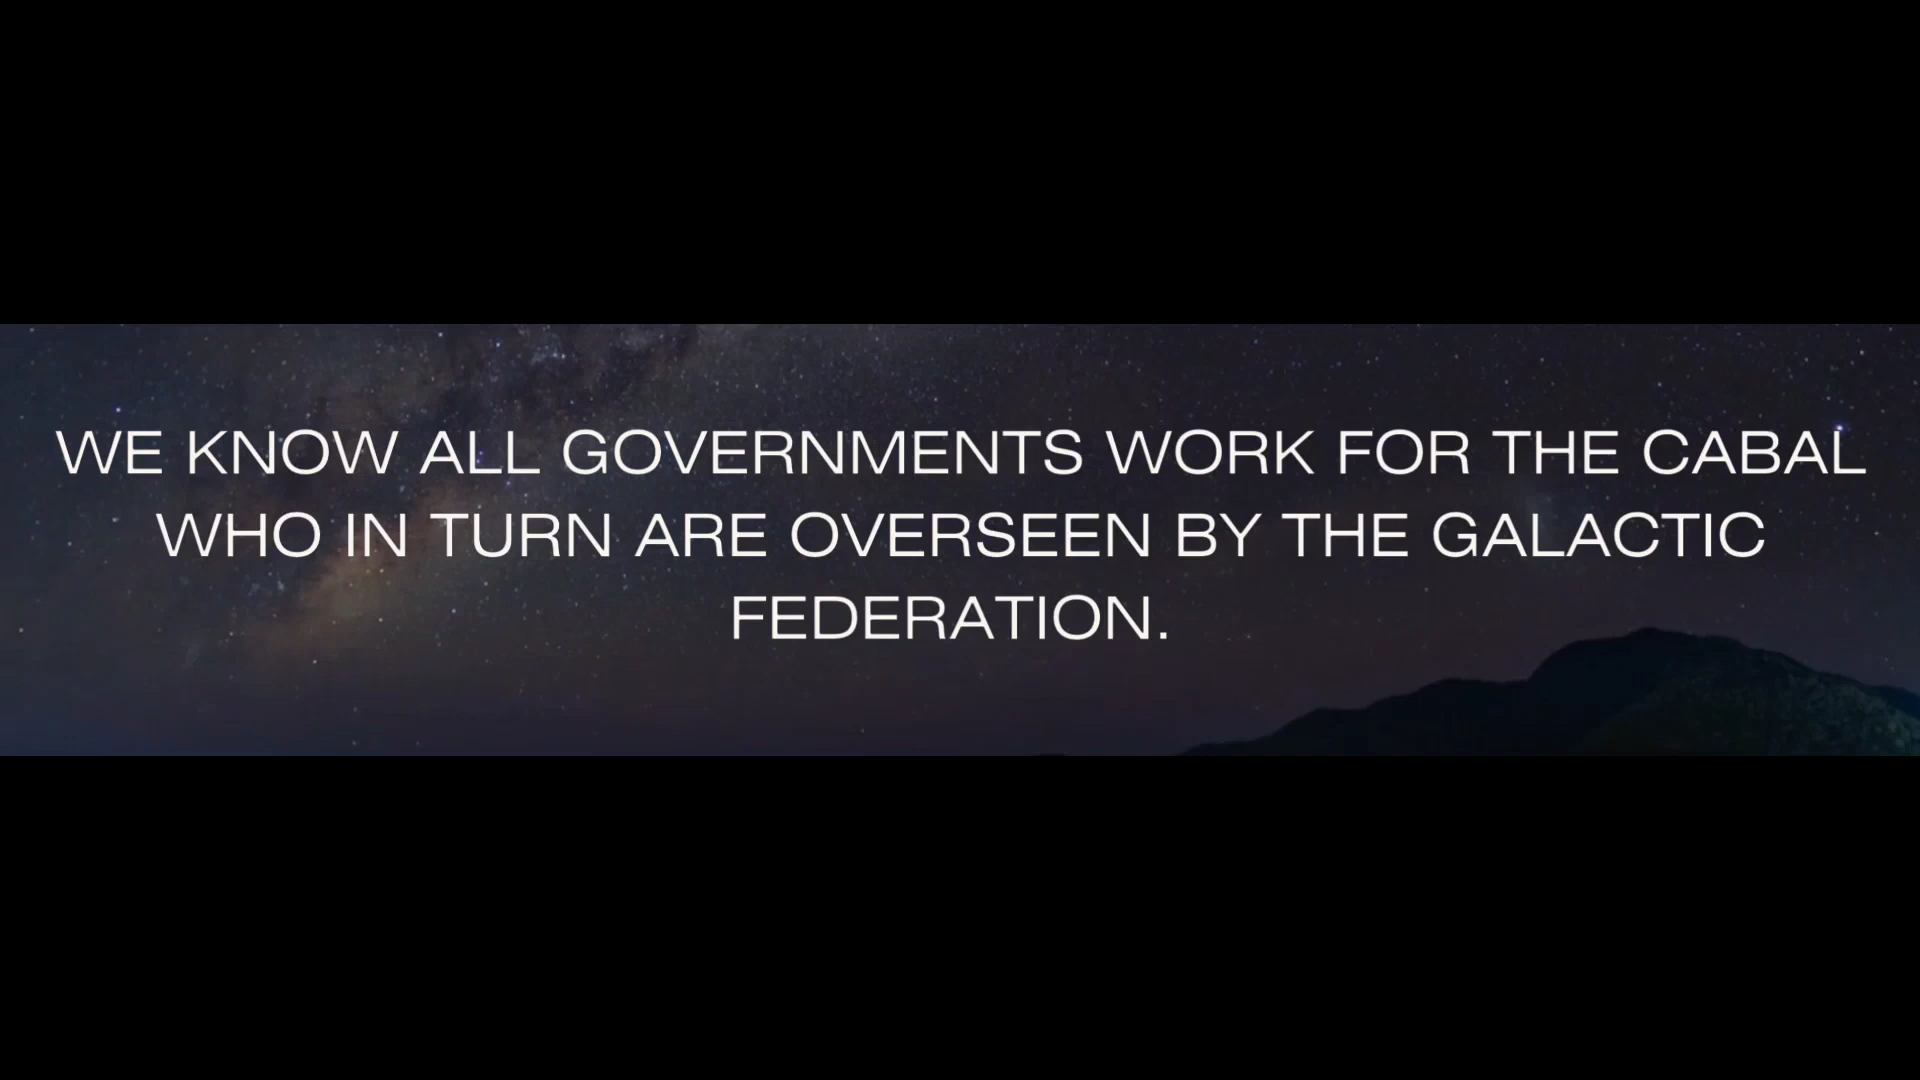 WE KNOW ALL GOVERNMENTS WORK FOR THE CABAL
WHO IN TURN ARE OVERSEEN BY THE GALACTIC
FEDERATION.